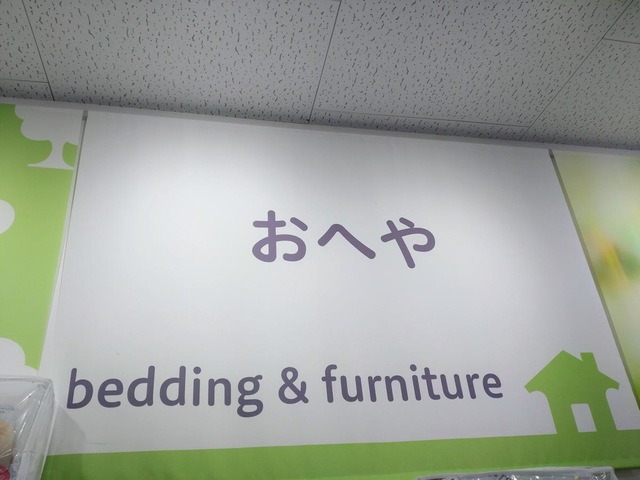 おへや
bedding & furniture